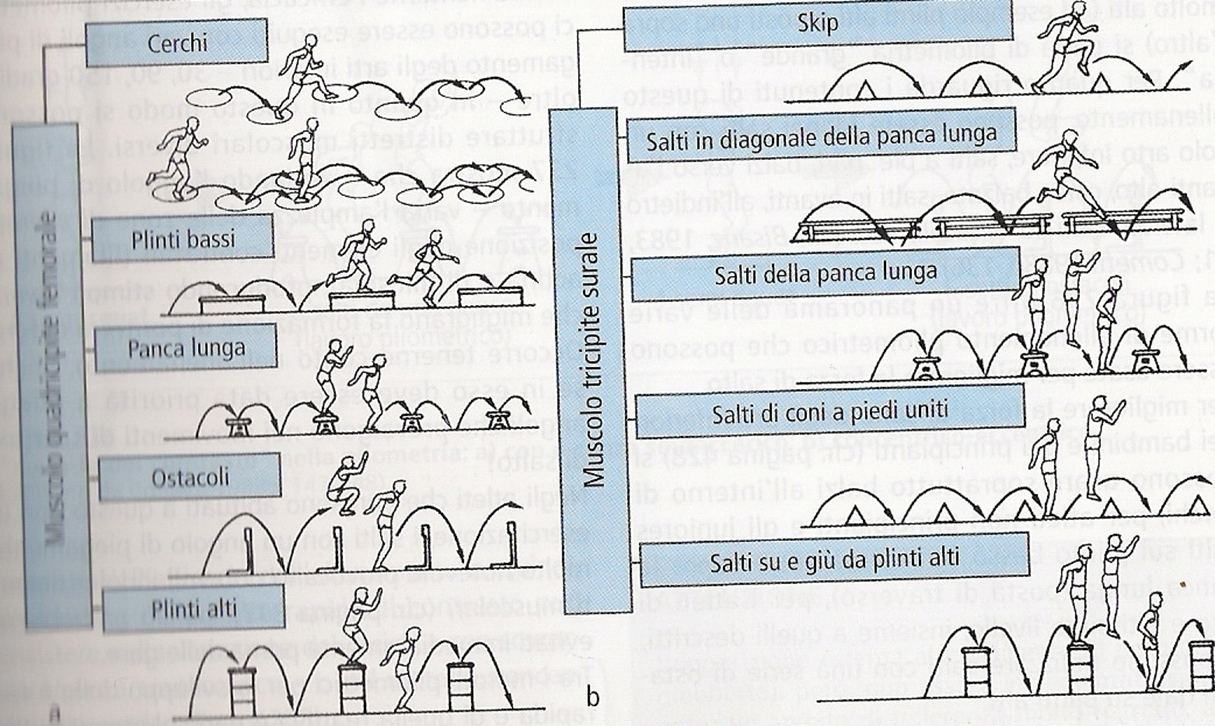 Muscolo quadricipite femorale
Cerchi
Plinti bassi
Panca lunga
Ostacoli
Plinti alti
a
Muscolo tricipite surale
Skip
Salti in diagonale della panca lunga
Salti della panca lunga
Salti di coni a piedi uniti
Salti su e giù da plinti alti
b